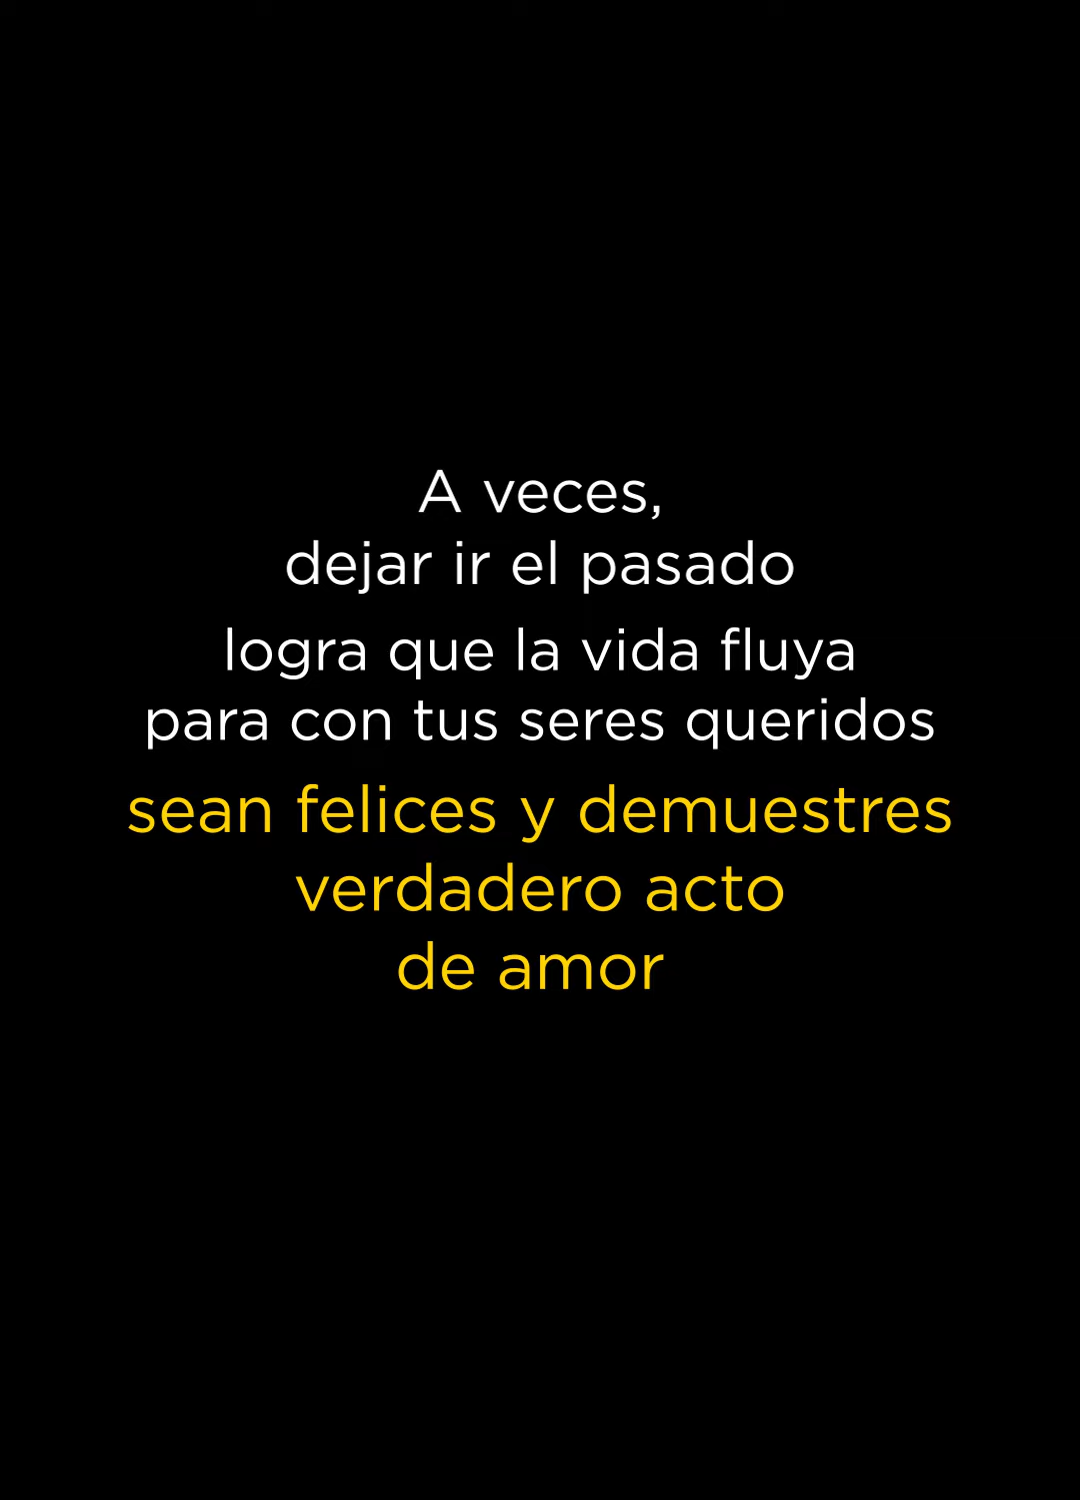 A veces,
dejar ir el pasado
logra que la vida fluya
para con tus seres queridos
sean felices y demuestres
verdadero acto
de amor